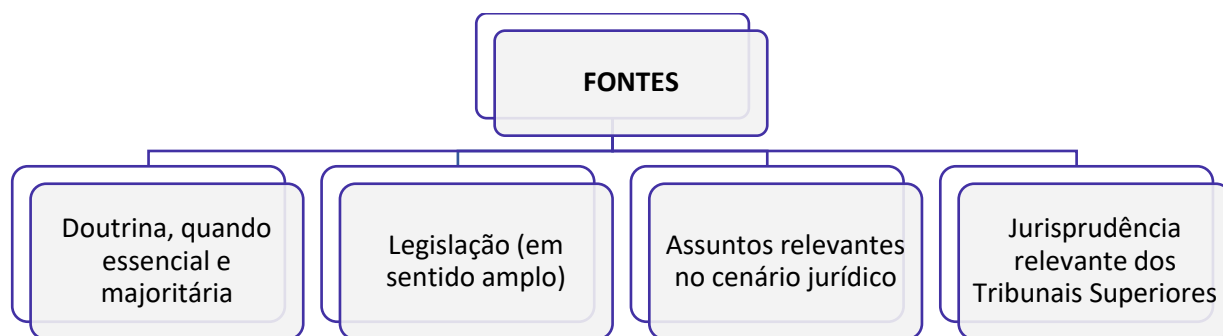 FONTES
Doutrina, quando
essencial e
majoritária
Legislação (em
sentido amplo)
Assuntos relevantes
no cenário jurídico
Jurisprudência
relevante dos
Tribunais Superiores